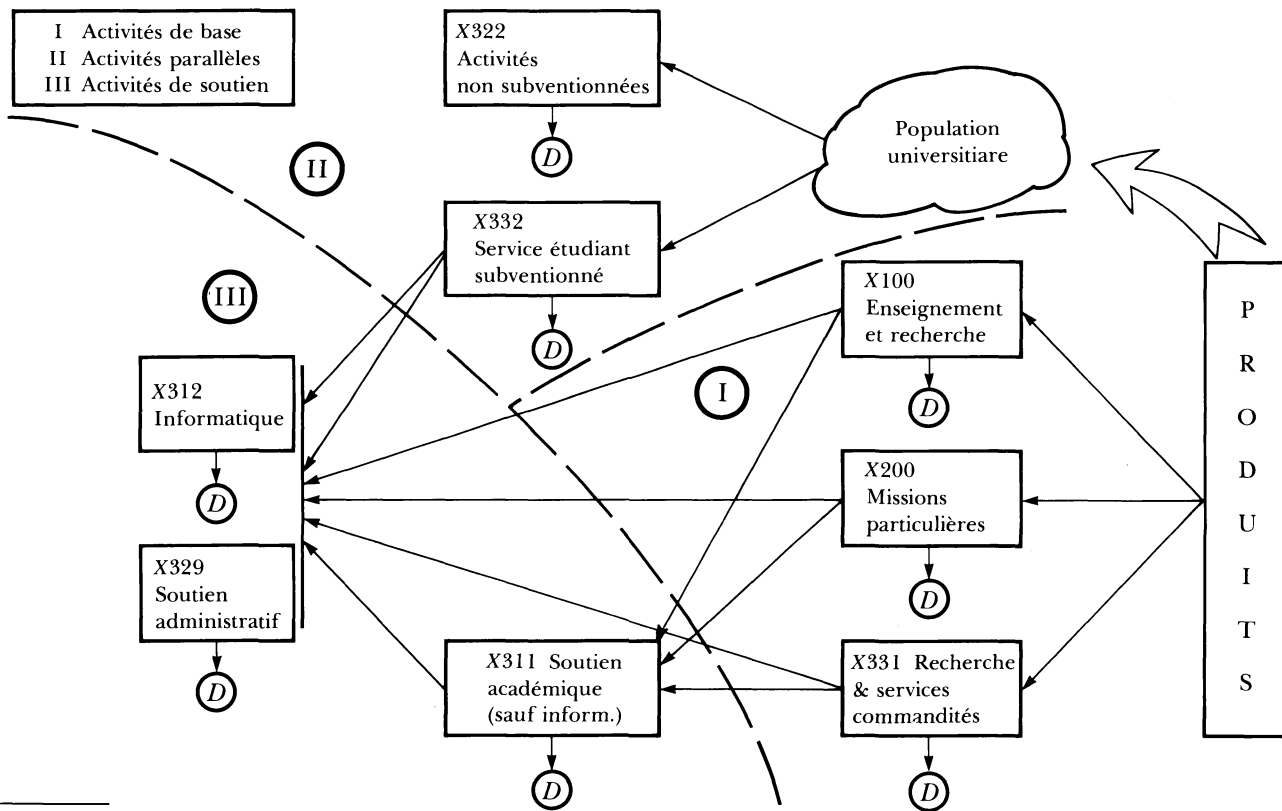 I Activités de base
II Activités parallèles
III Activités de soutien
X322
Activités
non subventionnées
D
Population
universitiare
II
X332
Service étudiant
subventionné
D
III
X100
Enseignement
et recherche
D
I
X312
Informatique
D
X200
Missions
particulières
D
X329
Soutien
administratif
D
X311 Soutien
académique
(sauf inform.)
D
X331 Recherche
& services
commandités
D
P
R
O
D
U
I
T
S